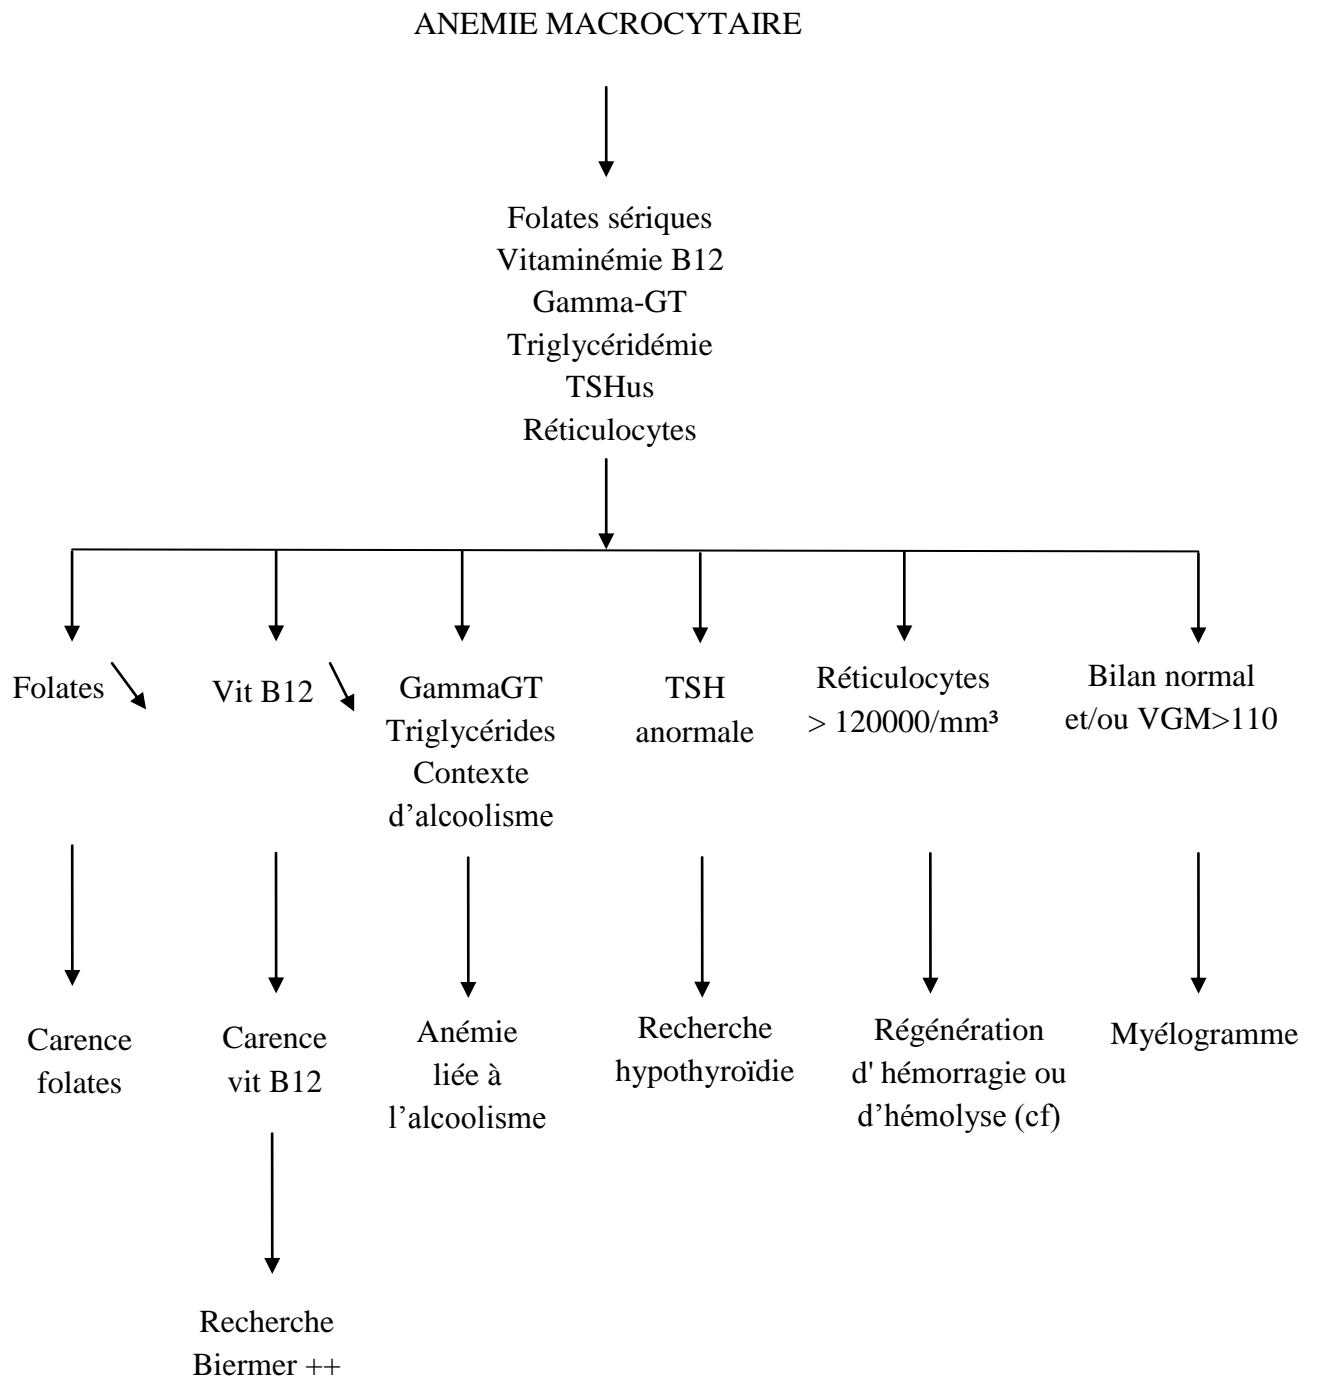 ANEMIE MACROCYTAIRE
Folates sériques
Vitaminémie B12
Gamma-GT
Triglycéridémie
TSHus
Réticulocytes
Folates
Vit B12
GammaGT
Triglycérides
Contexte
d’alcoolisme
TSH
anormale
Réticulocytes
> 120000/mm³
Bilan normal
et/ou VGM>110
Carence
folates
Carence
vit B12
Anémie
liée à
l’alcoolisme
Recherche
hypothyroïdie
Régénération
d' hémorragie ou
d’hémolyse (cf)
Myélogramme
Recherche
Biermer ++